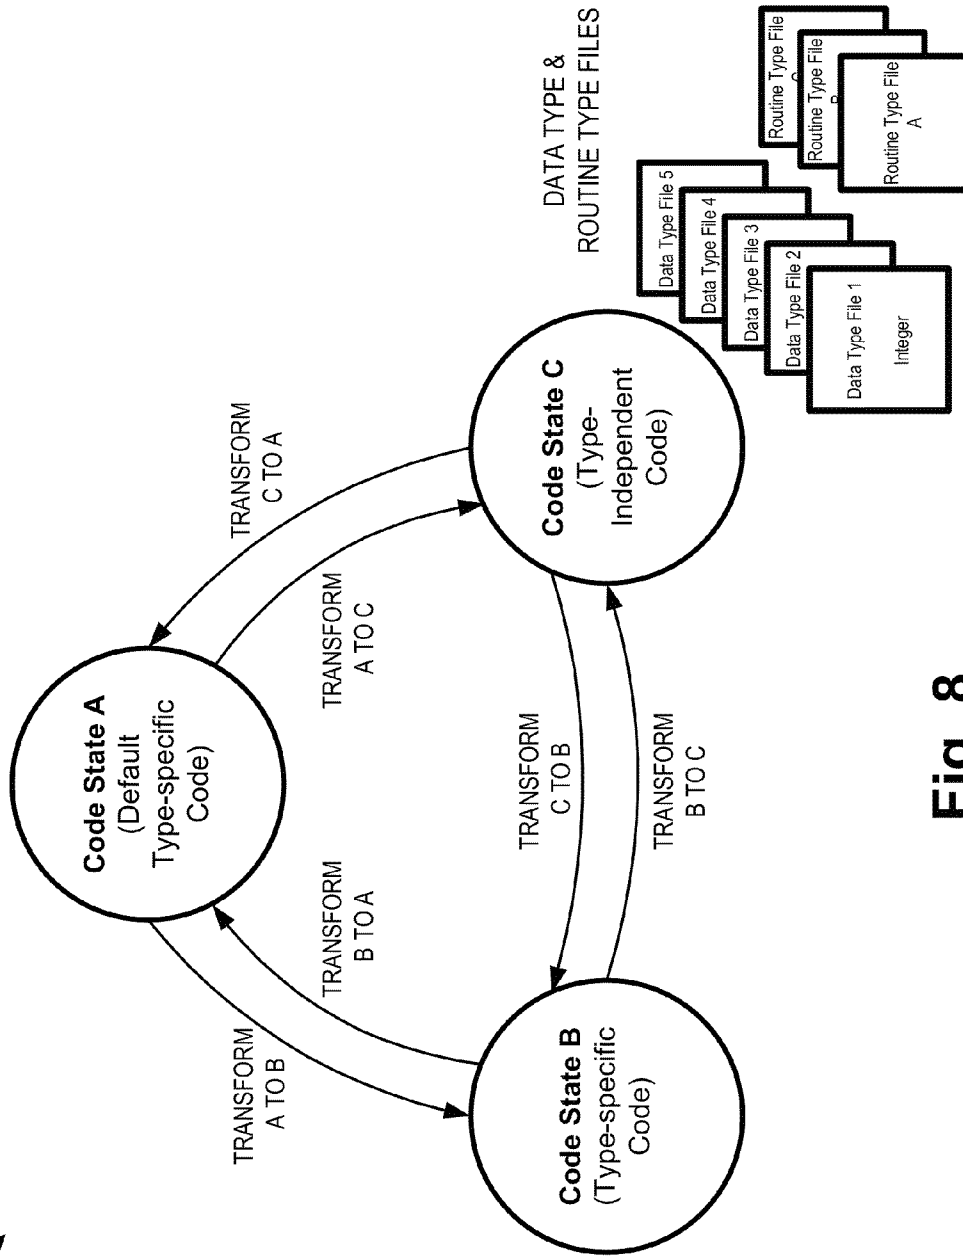 Code State A
(Default
Type-specific
Code)
TRANSFORM
A TO B
TRANSFORM
B TO A
TRANSFORM
C TO A
TRANSFORM
A TO C
Code State B
(Type-specific
Code)
TRANSFORM
C TO B
TRANSFORM
B TO C
Code State C
(Type-
Independent
Code)
DATA TYPE &
ROUTINE TYPE FILES
Data Type File 5
Data Type File 4
Data Type File 3
Data Type File 2
Data Type File 1
Integer
Routine Type File
Routine Type File
Routine Type File
A
Fig. 8